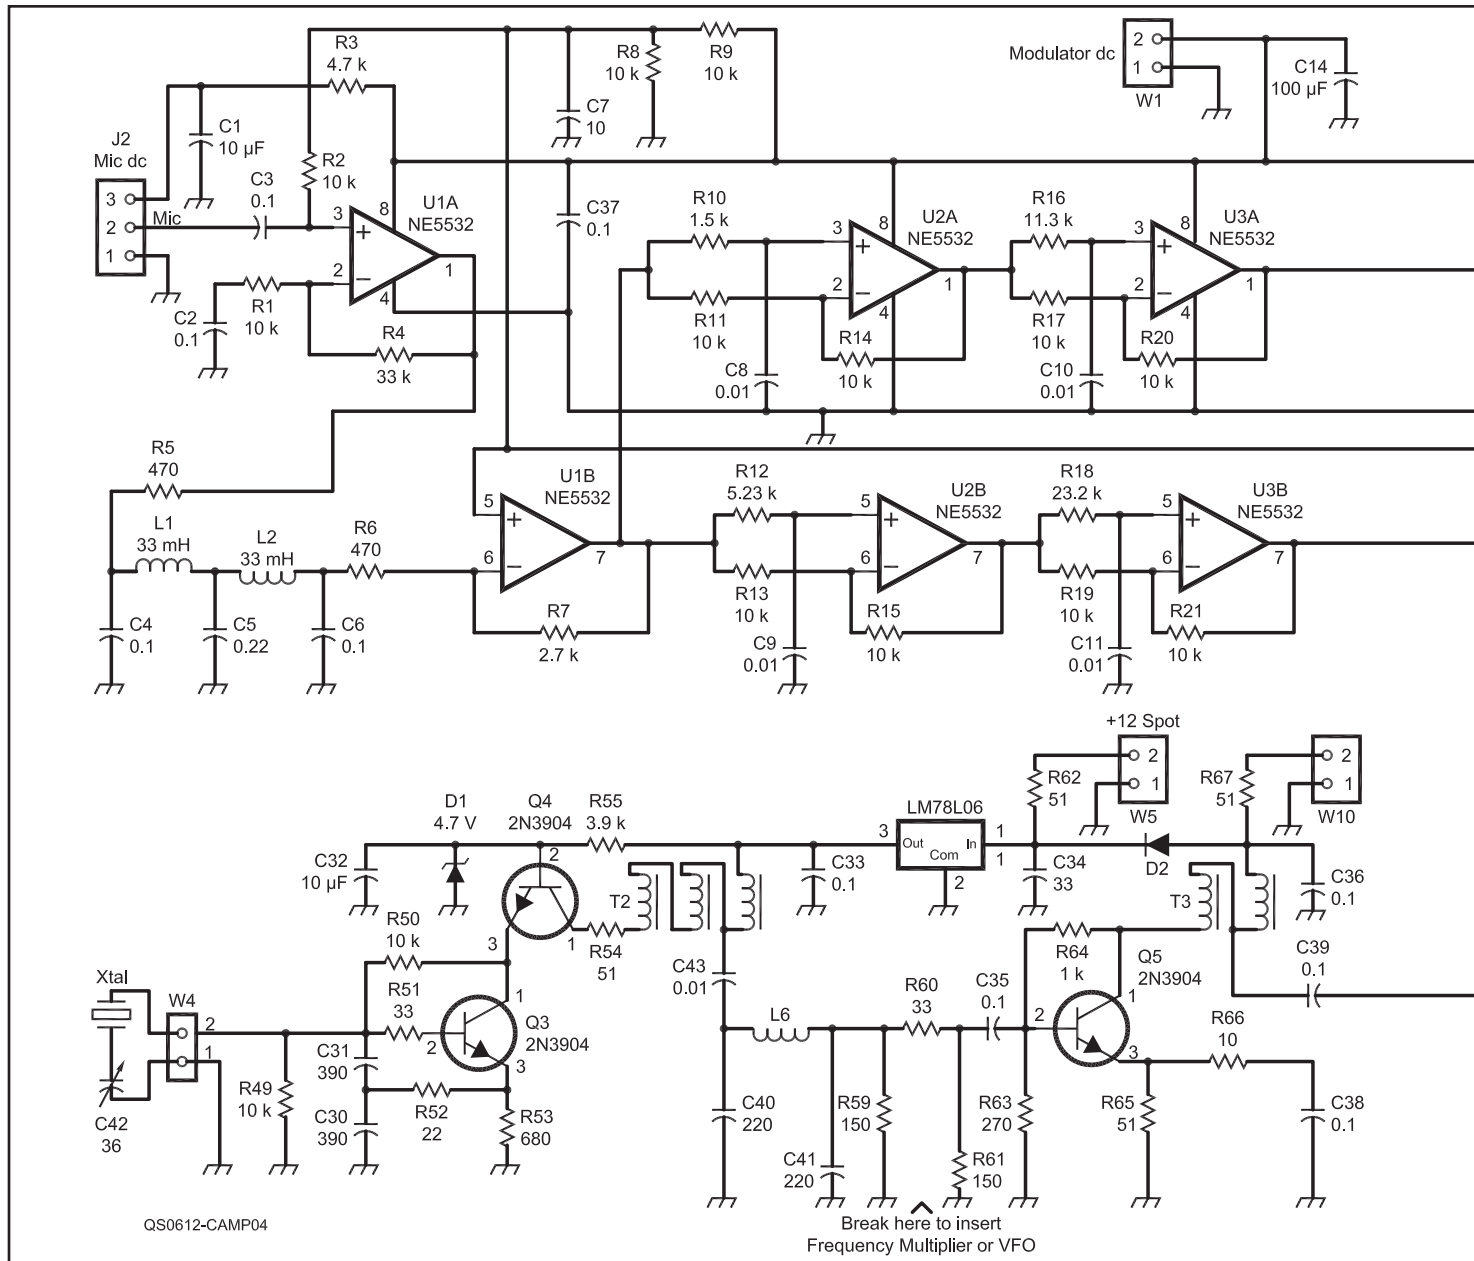 R3
4.7 k
R8
10 k
R9
10 k
Modulator dc
2
1
W1
C14
100 µF
J2
Mic dc
C1
10 µF
C7
10
R2
10 k
C3
0.1
3
2
1
Mic
U1A
NE5532
3
8
2
4
1
C37
0.1
R10
1.5 k
U2A
NE5532
3
8
2
4
1
R16
11.3 k
U3A
NE5532
3
8
2
4
1
C2
0.1
R1
10 k
R4
33 k
R11
10 k
R14
10 k
C8
0.01
R17
10 k
R20
10 k
C10
0.01
R5
470
L1
33 mH
L2
33 mH
R6
470
U1B
NE5532
5
6
7
R12
5.23 k
U2B
NE5532
5
6
7
R18
23.2 k
U3B
NE5532
5
6
7
C4
0.1
C5
0.22
C6
0.1
R7
2.7 k
R13
10 k
C9
0.01
R15
10 k
R19
10 k
C11
0.01
R21
10 k
+12 Spot
2
1
W5
2
1
W10
R62
51
R67
51
D1
4.7 V
Q4
2N3904
R55
3.9 k
LM78L06
3
Out
Com
In
1
1
2
C32
10 µF
2
3
1
T2
C33
0.1
C34
33
D2
C36
0.1
T3
R50
10 k
R54
51
R64
1 k
Q5
2N3904
C39
0.1
Xtal
W4
2
1
R51
33
1
2
3
Q3
2N3904
C43
0.01
L6
R60
33
C35
0.1
2
1
3
R66
10
C31
390
R49
10 k
C42
36
C30
390
R52
22
R53
680
C40
220
C41
220
R59
150
R61
150
R63
270
R65
51
C38
0.1
QS0612-CAMP04
Break here to insert
Frequency Multiplier or VFO